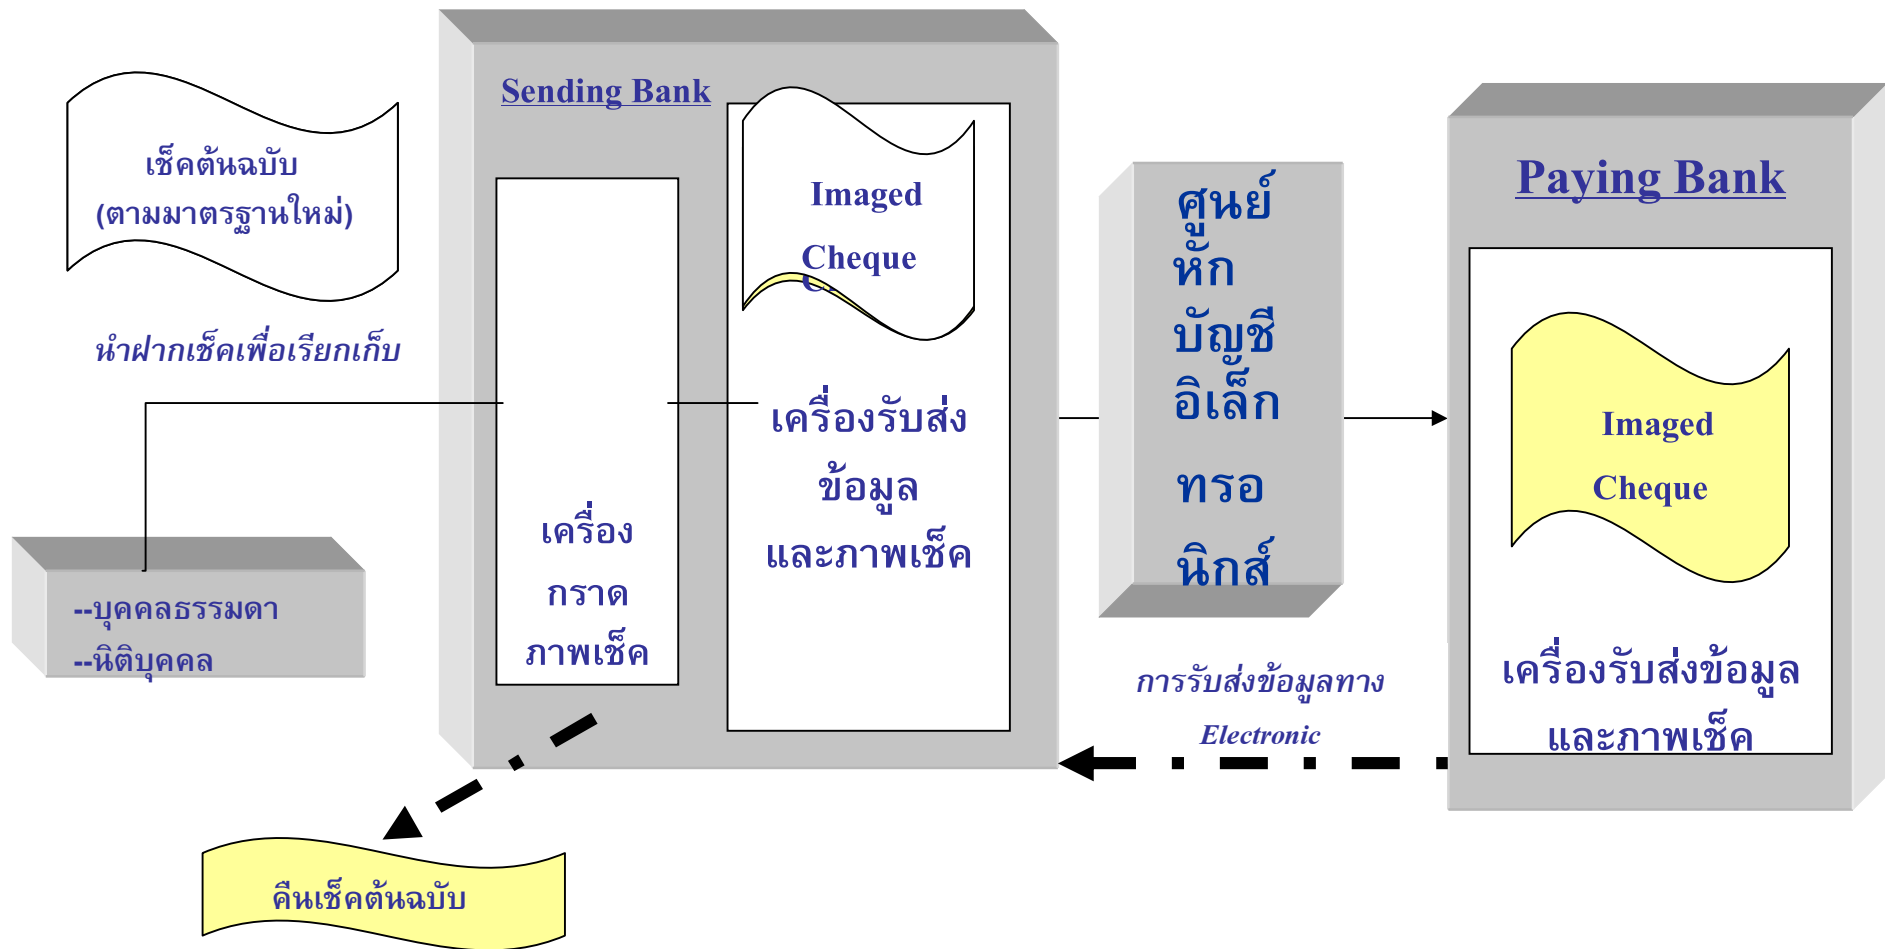 เช็คต้นฉบับ
(ตามมาตรฐานใหม่)
นำฝากเช็คเพื่อเรียกเก็บ
--บุคคลธรรมดา
--นิติบุคคล
Sending Bank
เครื่อง
กราด
ภาพเช็ค
Imaged
Cheque
เครื่องรับส่ง
ข้อมูล
และภาพเช็ค
ศูนย์
หัก
บัญชี
อิเล็ก
ทรอ
นิกส์
การรับส่งข้อมูลทาง
Electronic
Paying Bank
Imaged
Cheque
เครื่องรับส่งข้อมูล
และภาพเช็ค
คืนเช็คต้นฉบับ